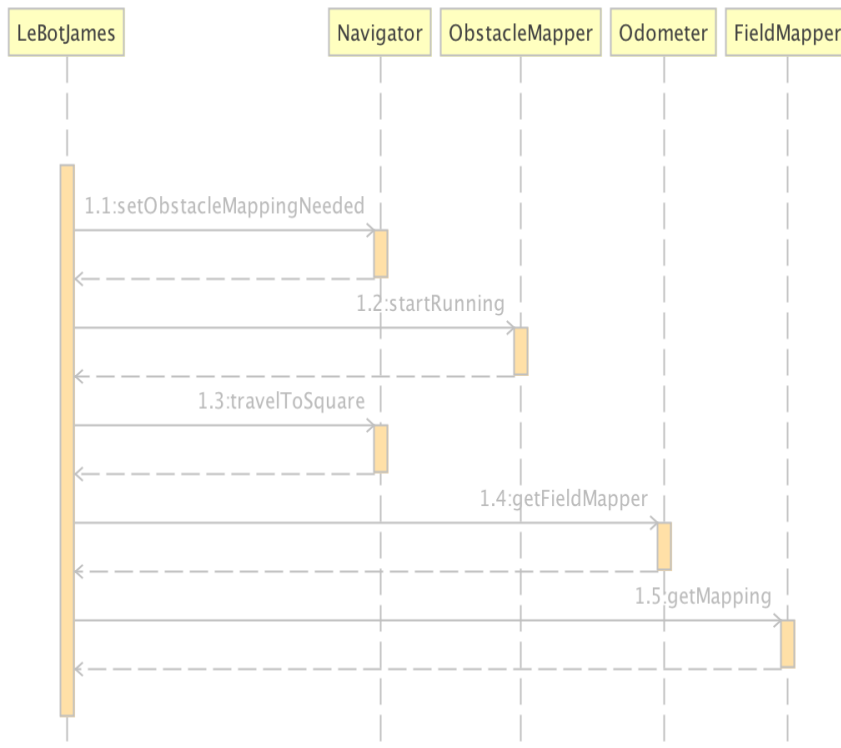 LeBotJames
Navigator
ObstacleMapper
Odometer
FieldMapper
1.1:setObstacleMappingNeeded
1.2:startRunning
1.3:travelToSquare
1.4:getFieldMapper
1.5:getMapping